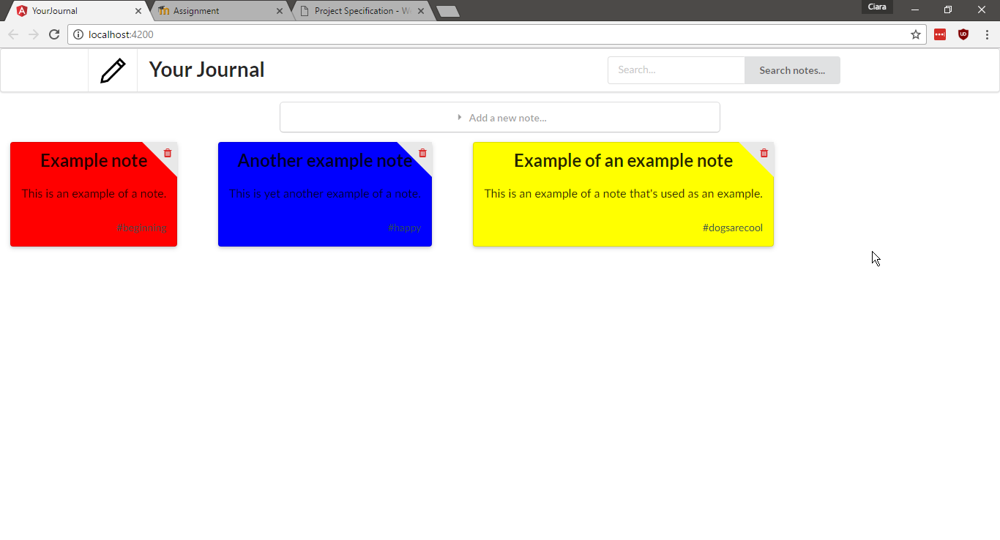 YourJournal
Assignment
Project Specification - W
Ciara
localhost:4200
Your Journal
Search...
Search notes...
Add a new note...
Example note
This is an example of a note.
#beginning
Another example note
This is yet another example of a note.
#happy
Example of an example note
This is an example of a note that's used as an example.
#dogsarecool